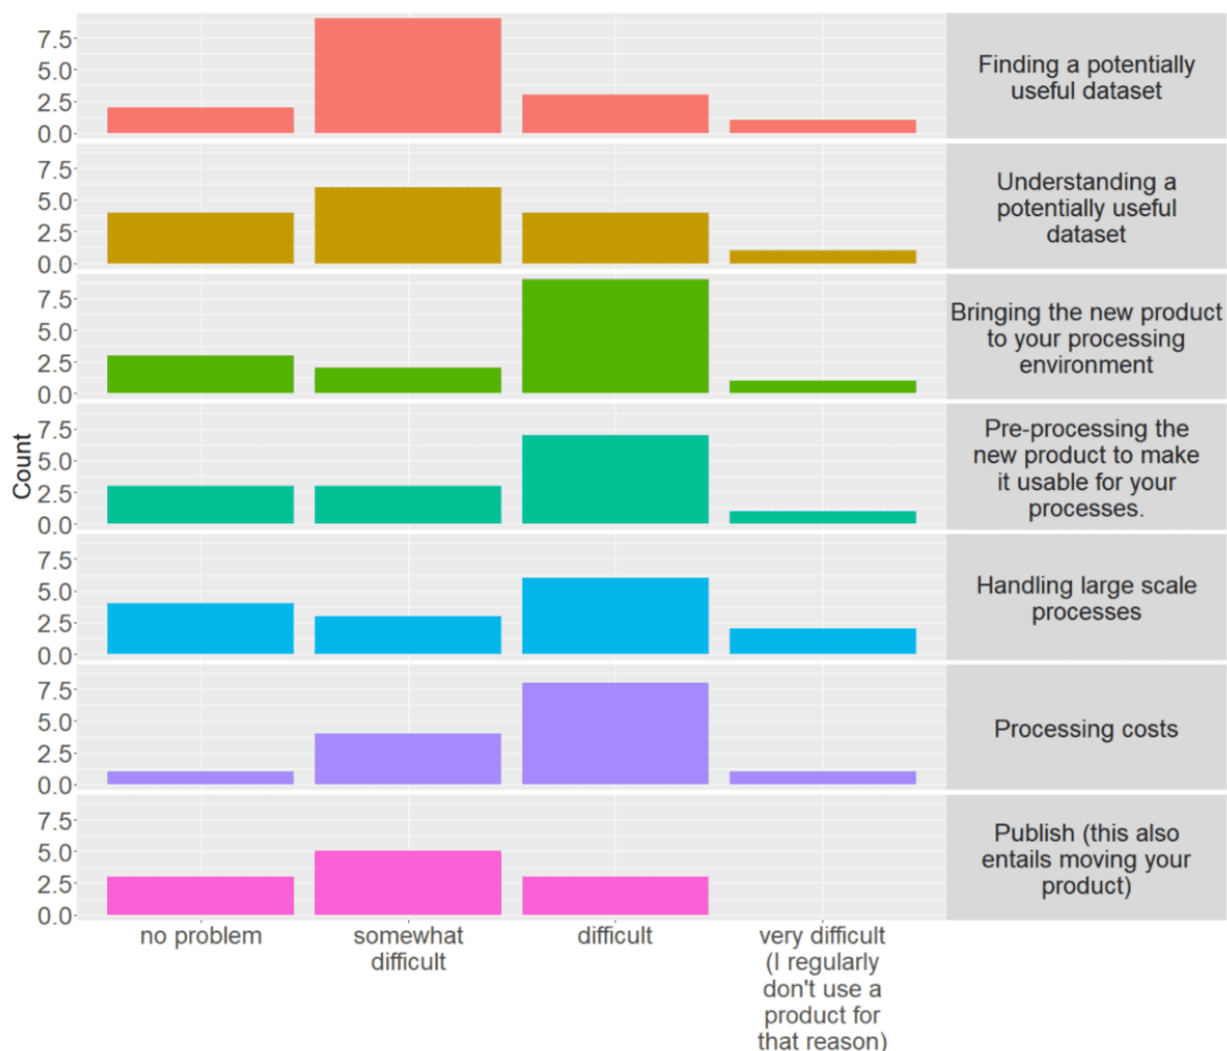 7.5
5.0
2.5
0.0
Finding a potentially
useful dataset
7.5
5.0
2.5
0.0
Understanding a
potentially useful
dataset
7.5
5.0
2.5
0.0
Bringing the new product
to your processing
environment
Count
7.5
5.0
2.5
0.0
Pre-processing the
new product to make
it usable for your
processes.
7.5
5.0
2.5
0.0
Handling large scale
processes
7.5
5.0
2.5
0.0
Processing costs
7.5
5.0
2.5
0.0
Publish (this also
entails moving your
product)
no problem
somewhat
difficult
difficult
very difficult
(I regularly
don't use a
product for
that reason)